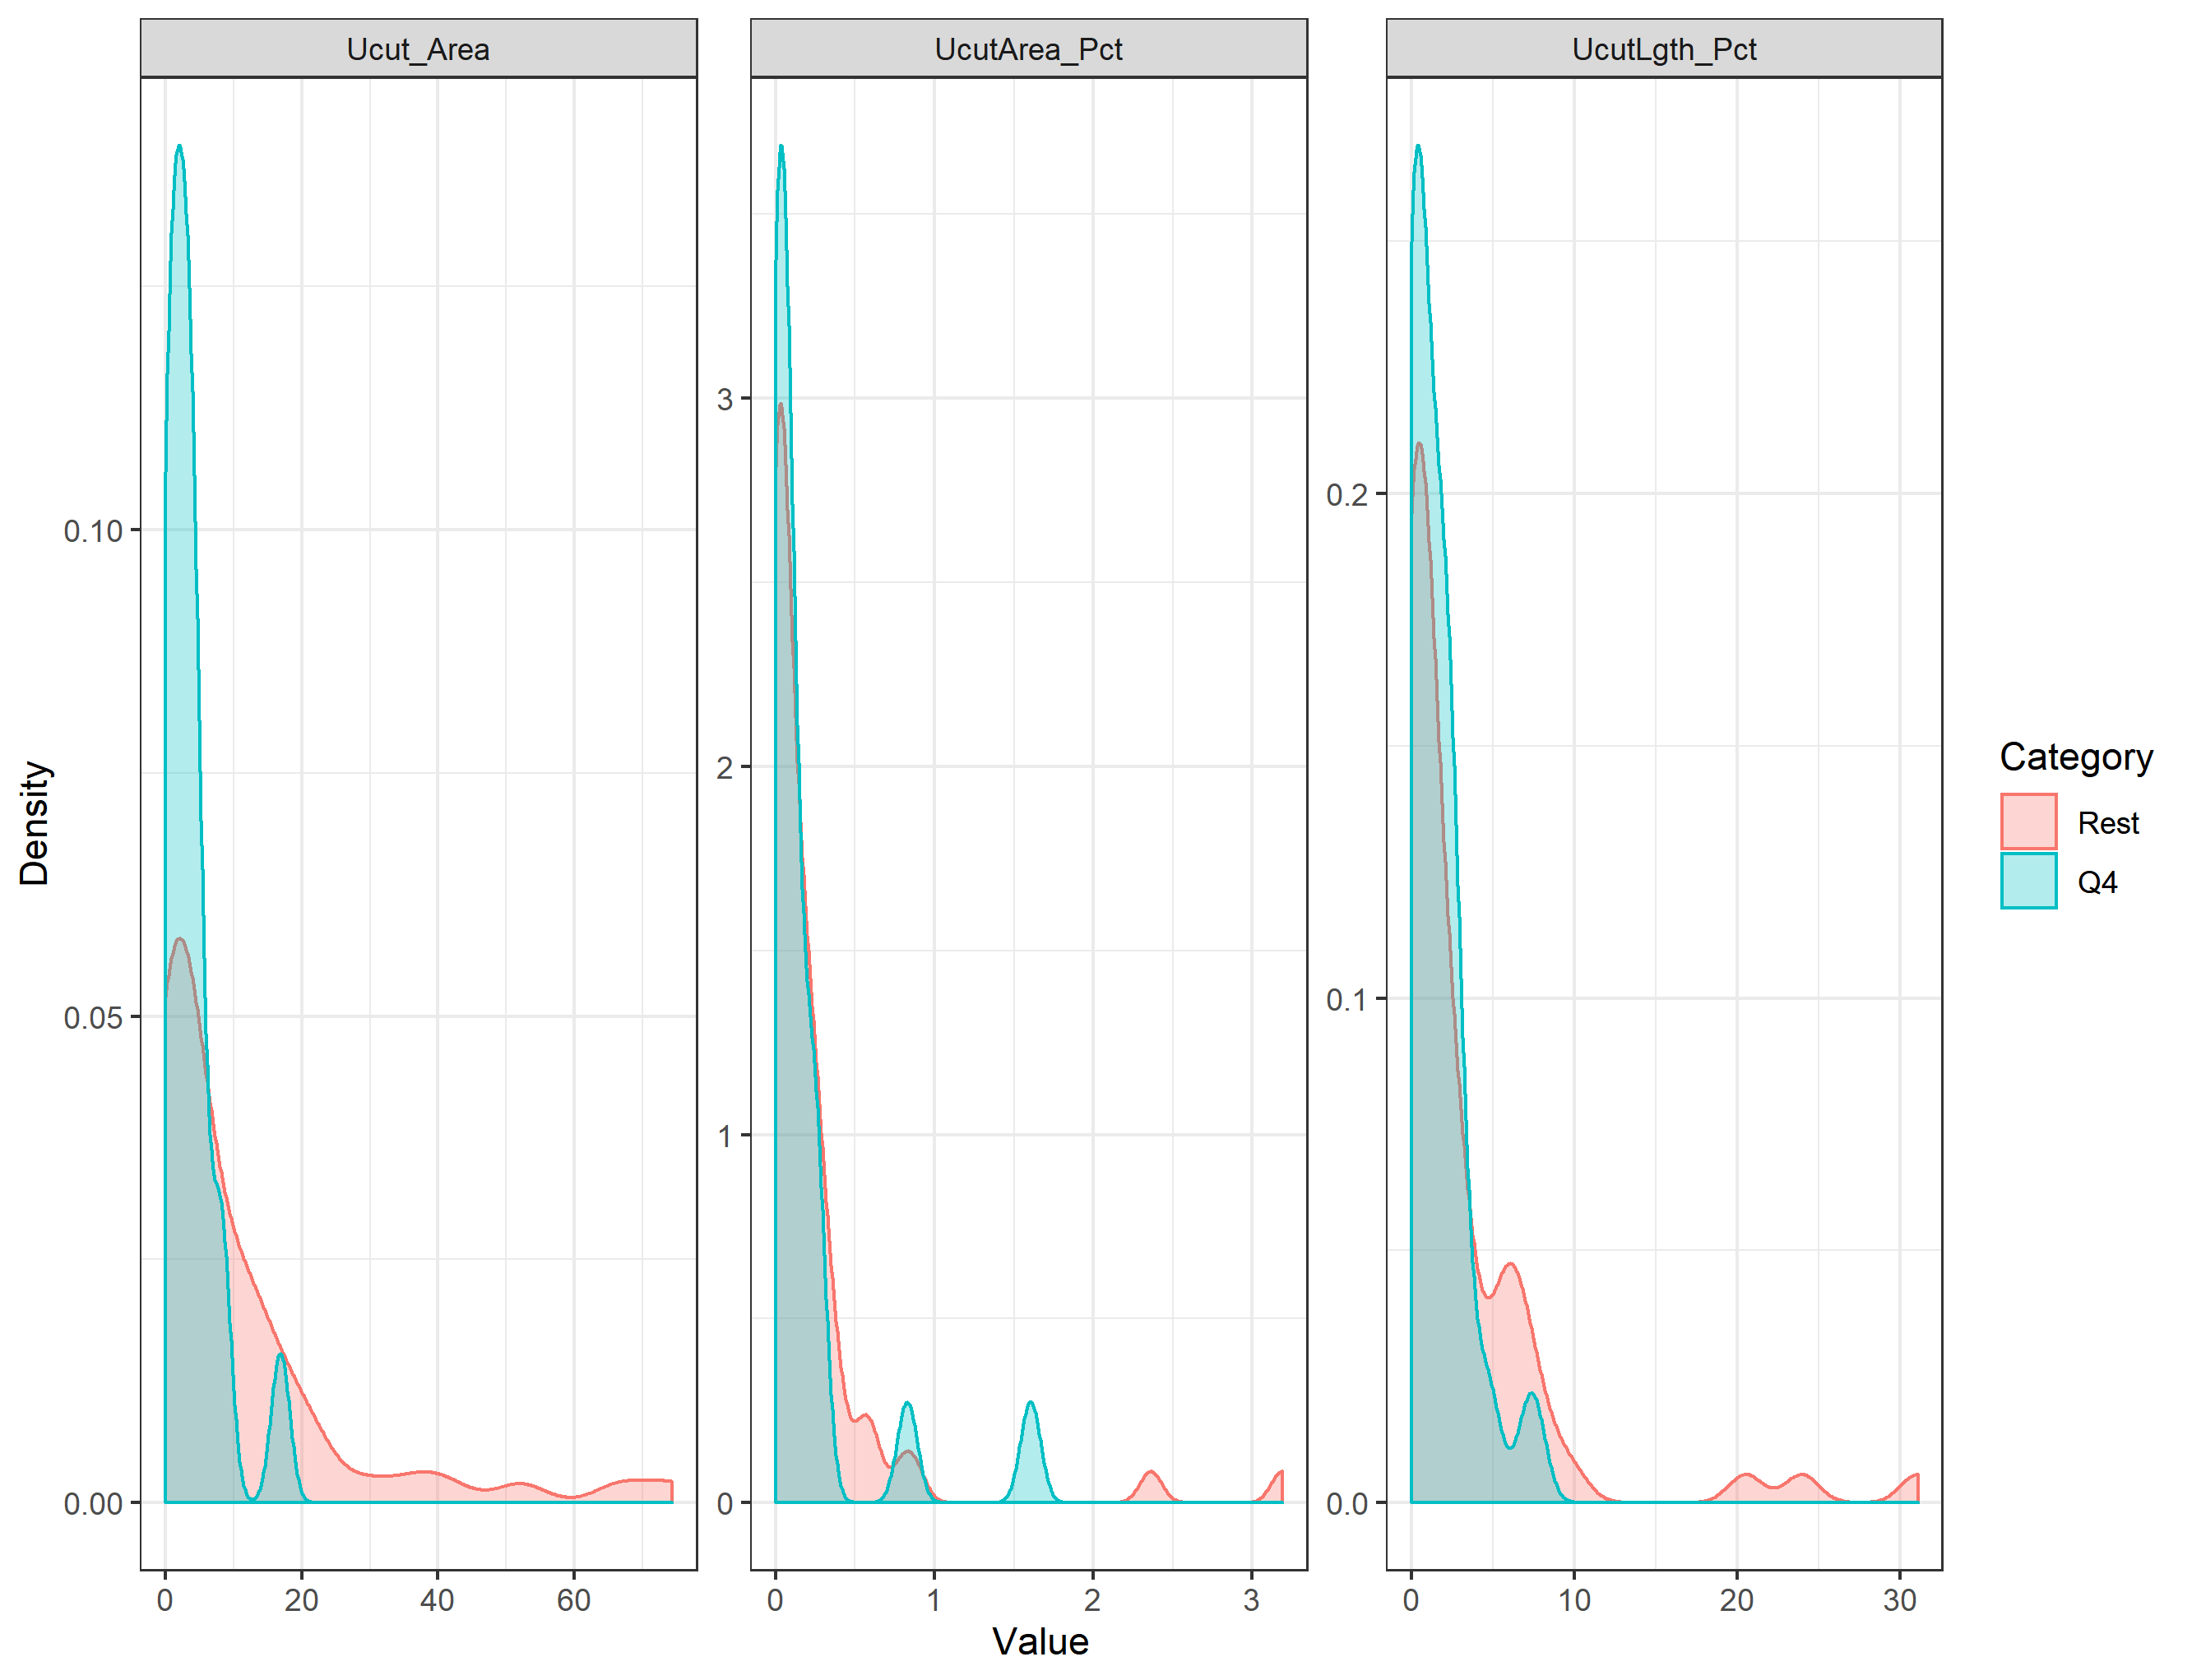 Ucut_Area
UcutArea_Pct
UcutLgth_Pct
Density
0.10
0.05
0.00
3
2
1
0
0.2
0.1
0.0
0 20 40 60
0 1 2 3
0 10 20 30
Value
Category
Rest
Q4